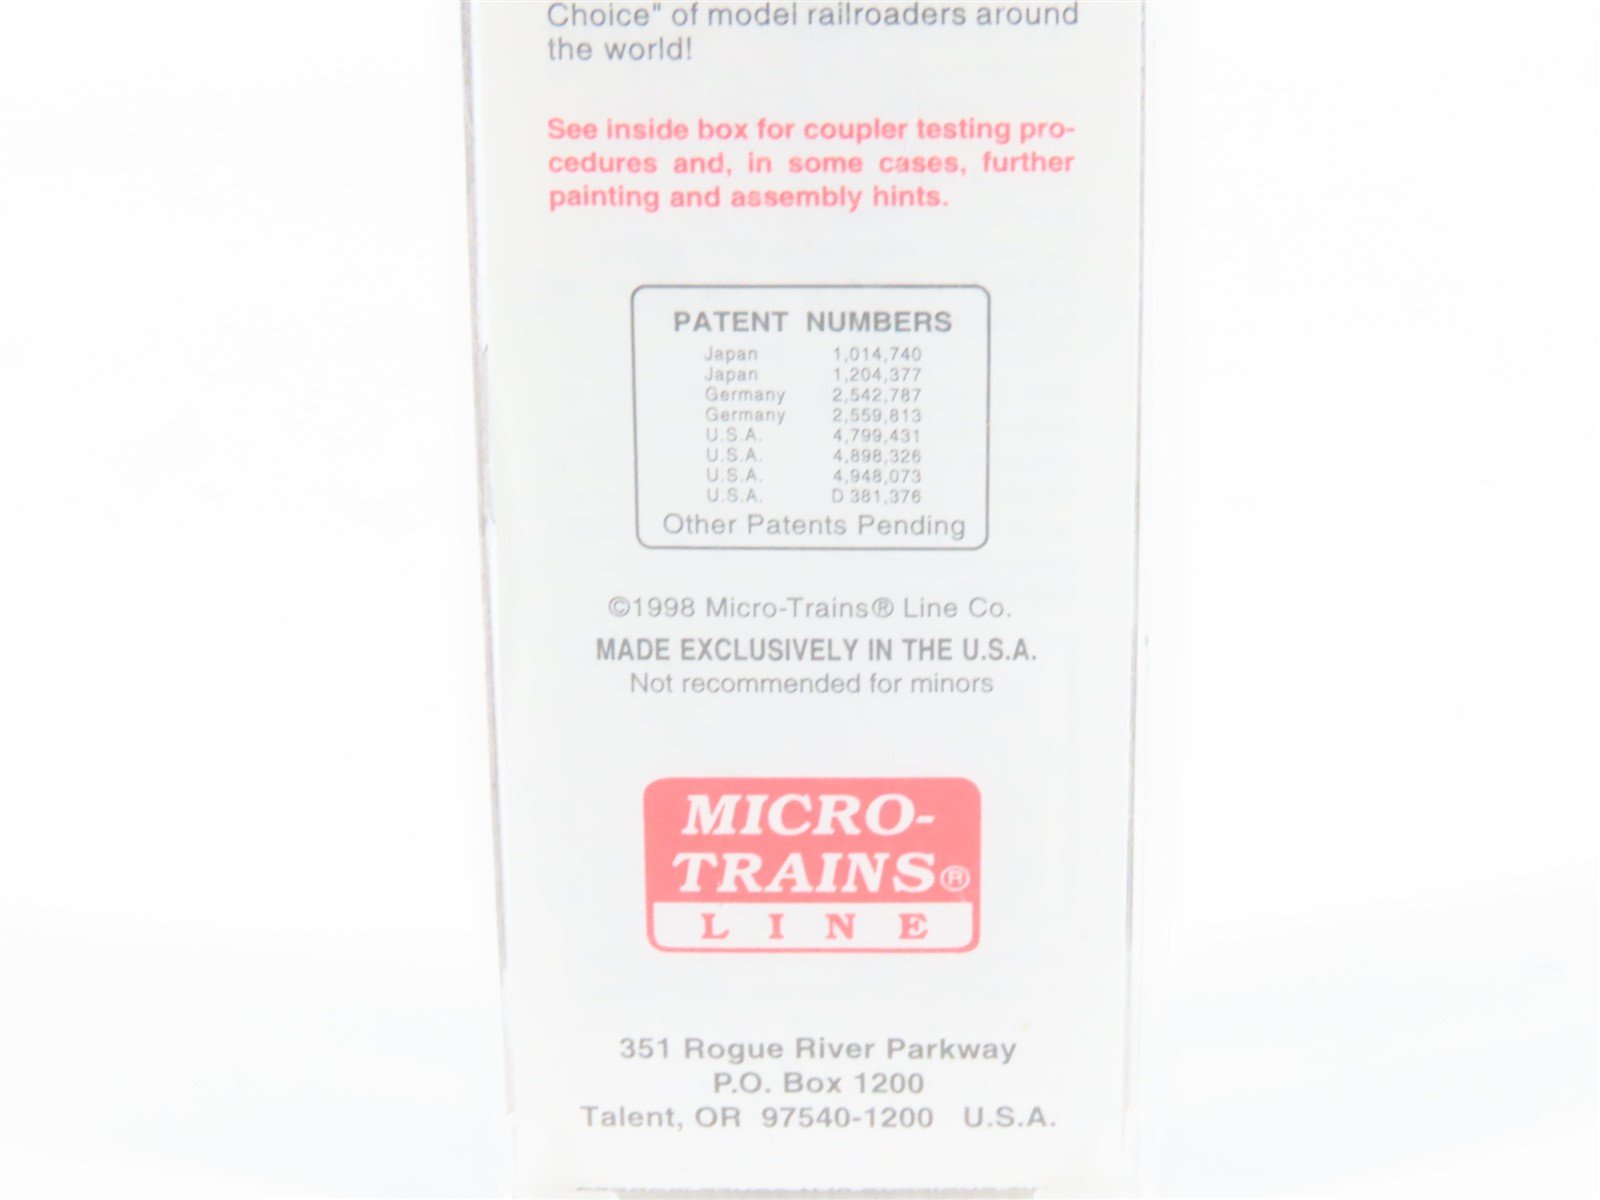 Choice" of model railroaders around
the world!
See inside box for coupler testing pro-
cedures and, in some cases, further
painting and assembly hints.
PATENT NUMBERS
Japan 1,014,740
Japan 1,204,377
Germany 2,542,787
Germany 2,559,813
U.S.A. 4,799,431
U.S.A. 4,898,326
U.S.A. 4,948,073
U.S.A. D 381,376
Other Patents Pending
©1998 Micro-Trains® Line Co.
MADE EXCLUSIVELY IN THE U.S.A.
Not recommended for minors
MICRO-
TRAINS®
LINE
351 Rogue River Parkway
P.O. Box 1200
Talent, OR 97540-1200 U.S.A.